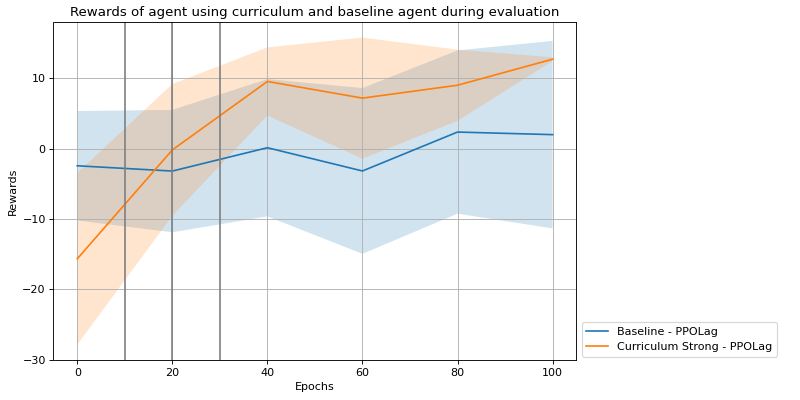 Rewards of agent using curriculum and baseline agent during evaluation
Rewards
10
0
−10
−20
−30
0 20 40 60 80 100
Epochs
Baseline - PPOLag
Curriculum Strong - PPOLag